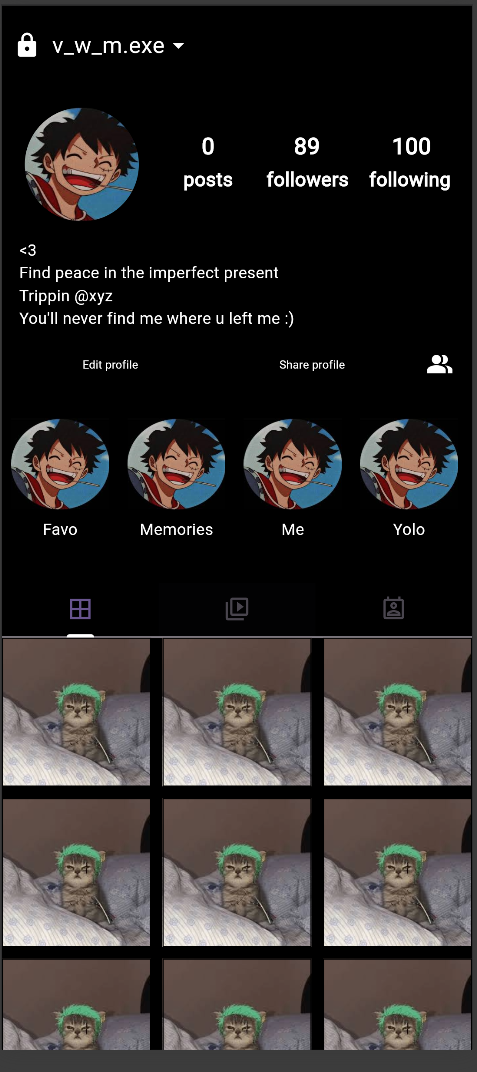 v_w_m.exe
0 89 100
posts followers following
<3
Find peace in the imperfect present
Trippin @xyz
You'll never find me where u left me :)
Edit profile Share profile
Favo Memories Me Yolo